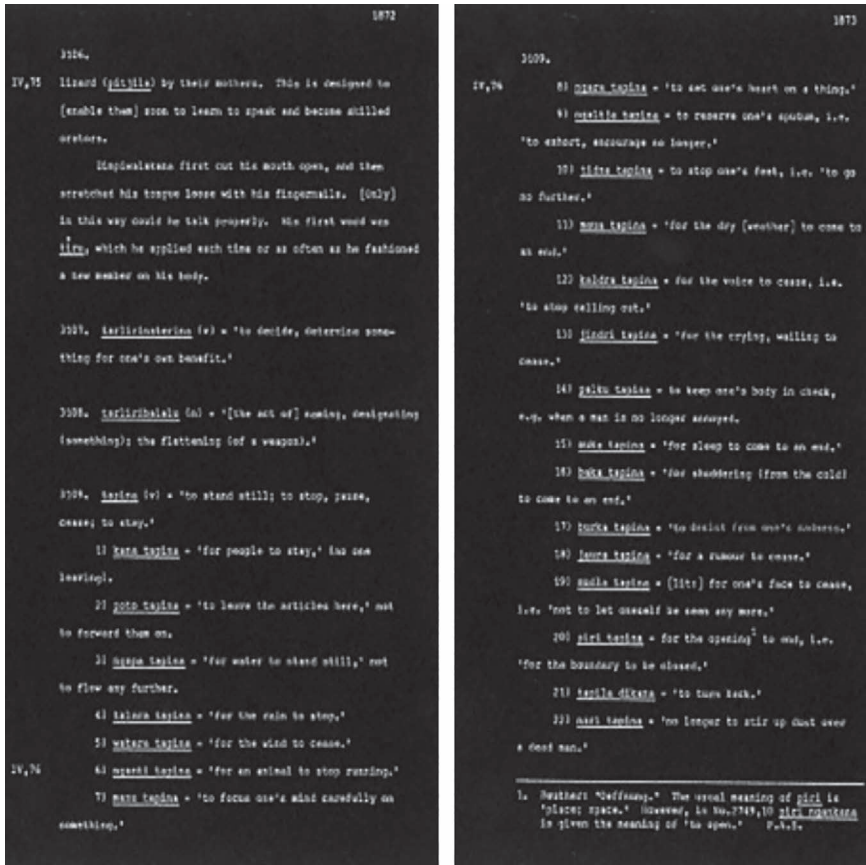 1872
3106.
IV,75 lizard (pitjila) by their mothers. This is designed to
[enable them] soon to learn to speak and become skilled
orators.
first cut his mouth open, and then
scratched his tongue loose with his fingernails. [Only]
in this way could he talk properly. His first word was
which he applied each time or as often as he fashioned
a new member on his body.
3107. (v) = 'to decide, determine some-
thing for one's own benefit.'
3108. (n) = '[the act of] naming, designating
(something); the flattening (of a weapon).'
3109. tapina (v) = 'to stand still; to stop, pause,
cease; to stay.'
1) kana tapina = 'for people to stay,' (no one
leaving).
2) poto tapina = 'to leave the articles here,' not
to forward them on.
3) ngapa tapina = 'for water to stand still,' not
to flow any further.
4) talara tapina = 'for the rain to stop.'
5) watara tapina = 'for the wind to cease.'
IV,76 6) nganti tapina = 'for an animal to stop running.'
7) tapina = 'to focus one's mind carefully on
something.'
1873
3109.
IV,76 8) ngara tapina = 'to set one's heart on a thing.'
9) tapina = to reserve one's sputum, i.e.
'to exhort, encourage no longer.'
10) tidna tapina = to stop one's feet, i.e. 'to go
no further.'
11) tapina = 'for the dry [weather] to come to
an end.'
12) kaldra tapina = for the voice to cease, i.e.
'to stop calling out.'
13) jindri tapina = 'for the crying, wailing to
cease.'
14) palku tapina = to keep one's body in check,
e.g. when a man is no longer annoyed.
15) muka tapina = 'for sleep to come to an end.'
16) tapina = 'for shuddering (from the cold)
to come to an end.'
17) burka tapina = 'to desist from one's
18) jaura tapina = 'for a rumour to cease.'
19) mudla tapina = [lit:] for one's face to cease,
i.e. 'not to let oneself be seen any more.'
20) piri tapina = for the opening¹ to end, i.e.
'for the boundary to be closed.'
21) tapila dikana = 'to turn back.'
22) tapina = 'no longer to stir up dust over
a dead man.'
1. Reuther: "Oeffnung." The usual meaning of piri is
'place; space.' However, in No.2749,10 piri ngankana
is given the meaning of 'to open.' P.A.S.